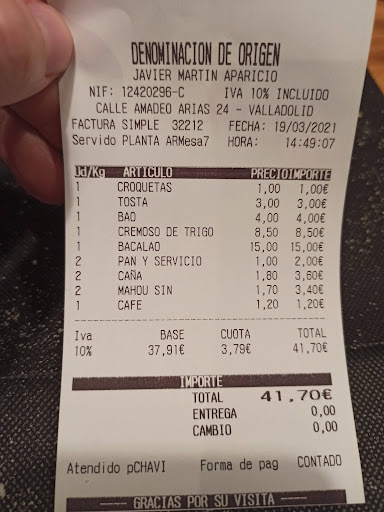 DENOMINACION DE ORIGEN
JAVIER MARTIN APARICIO
NIF: 12420296-C IVA 10% INCLUIDO
CALLE AMADEO ARIAS 24 - VALLADOLID
FACTURA SIMPLE 32212 FECHA: 19/03/2021
Servido PLANTA ARMesa7 HORA: 14:49:07
Ud/Kg ARTICULO PRECIO IMPORTE
1 CROQUETAS 1,00 1,00€
1 TOSTA 3,00 3,00€
1 BAO 4,00 4,00€
1 CREMOSO DE TRIGO 8,50 8,50€
1 BACALAO 15,00 15,00€
2 PAN Y SERVICIO 1,00 2,00€
2 CAÑA 1,80 3,60€
2 MAHOU SIN 1,70 3,40€
1 CAFE 1,20 1,20€
Iva BASE CUOTA TOTAL
10% 37,91€ 3,79€ 41,70€
IMPORTE
TOTAL 41,70€
ENTREGA 0,00
CAMBIO 0,00
Atendido pCHAVI Forma de pag CONTADO
---- GRACIAS POR SU VISITA ----